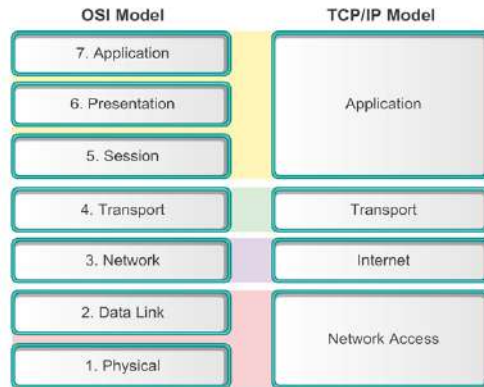 OSI Model
TCP/IP Model
7. Application
6. Presentation
5. Session
Application
4. Transport
Transport
3. Network
Internet
2. Data Link
1. Physical
Network Access